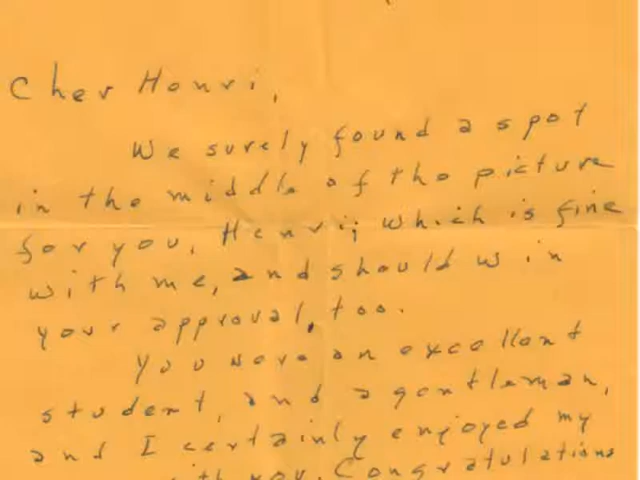 Cher Henri,
We surely found a spot
in the middle of the picture
for you, Henri; which is fine
with me, and should win
your approval, too.
You were an excellent
student, and a gentleman,
and I certainly enjoyed my
with you. Congratulations